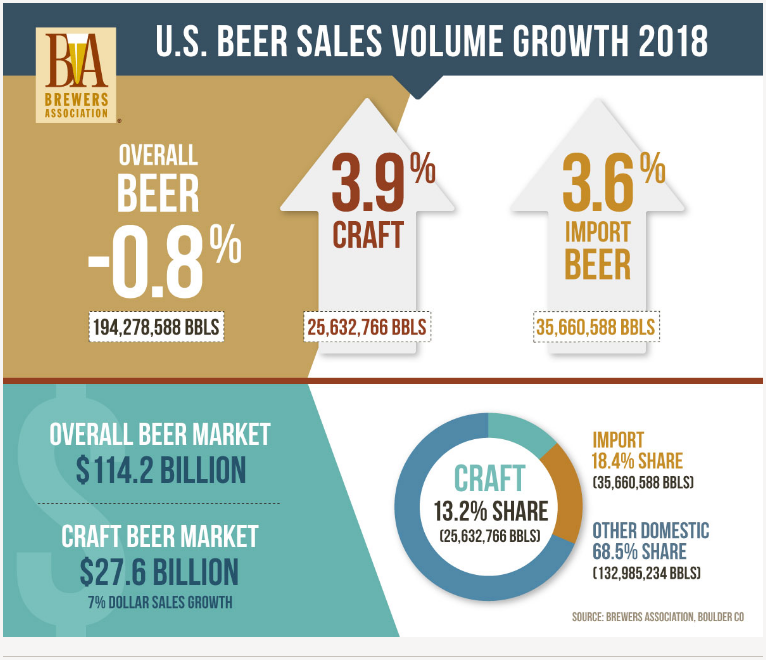 U.S. BEER SALES VOLUME GROWTH 2018
BA
BREWERS
ASSOCIATION
OVERALL
BEER
-0.8%
194,278,588 BBLS
3.9%
CRAFT
25,632,766 BBLS
3.6%
IMPORT
BEER
35,660,588 BBLS
$
OVERALL BEER MARKET
$114.2 BILLION
CRAFT BEER MARKET
$27.6 BILLION
7% DOLLAR SALES GROWTH
CRAFT
13.2% SHARE
(25,632,766 BBLS)
IMPORT
18.4% SHARE
(35,660,588 BBLS)
OTHER DOMESTIC
68.5% SHARE
(132,985,234 BBLS)
SOURCE: BREWERS ASSOCIATION, BOULDER CO